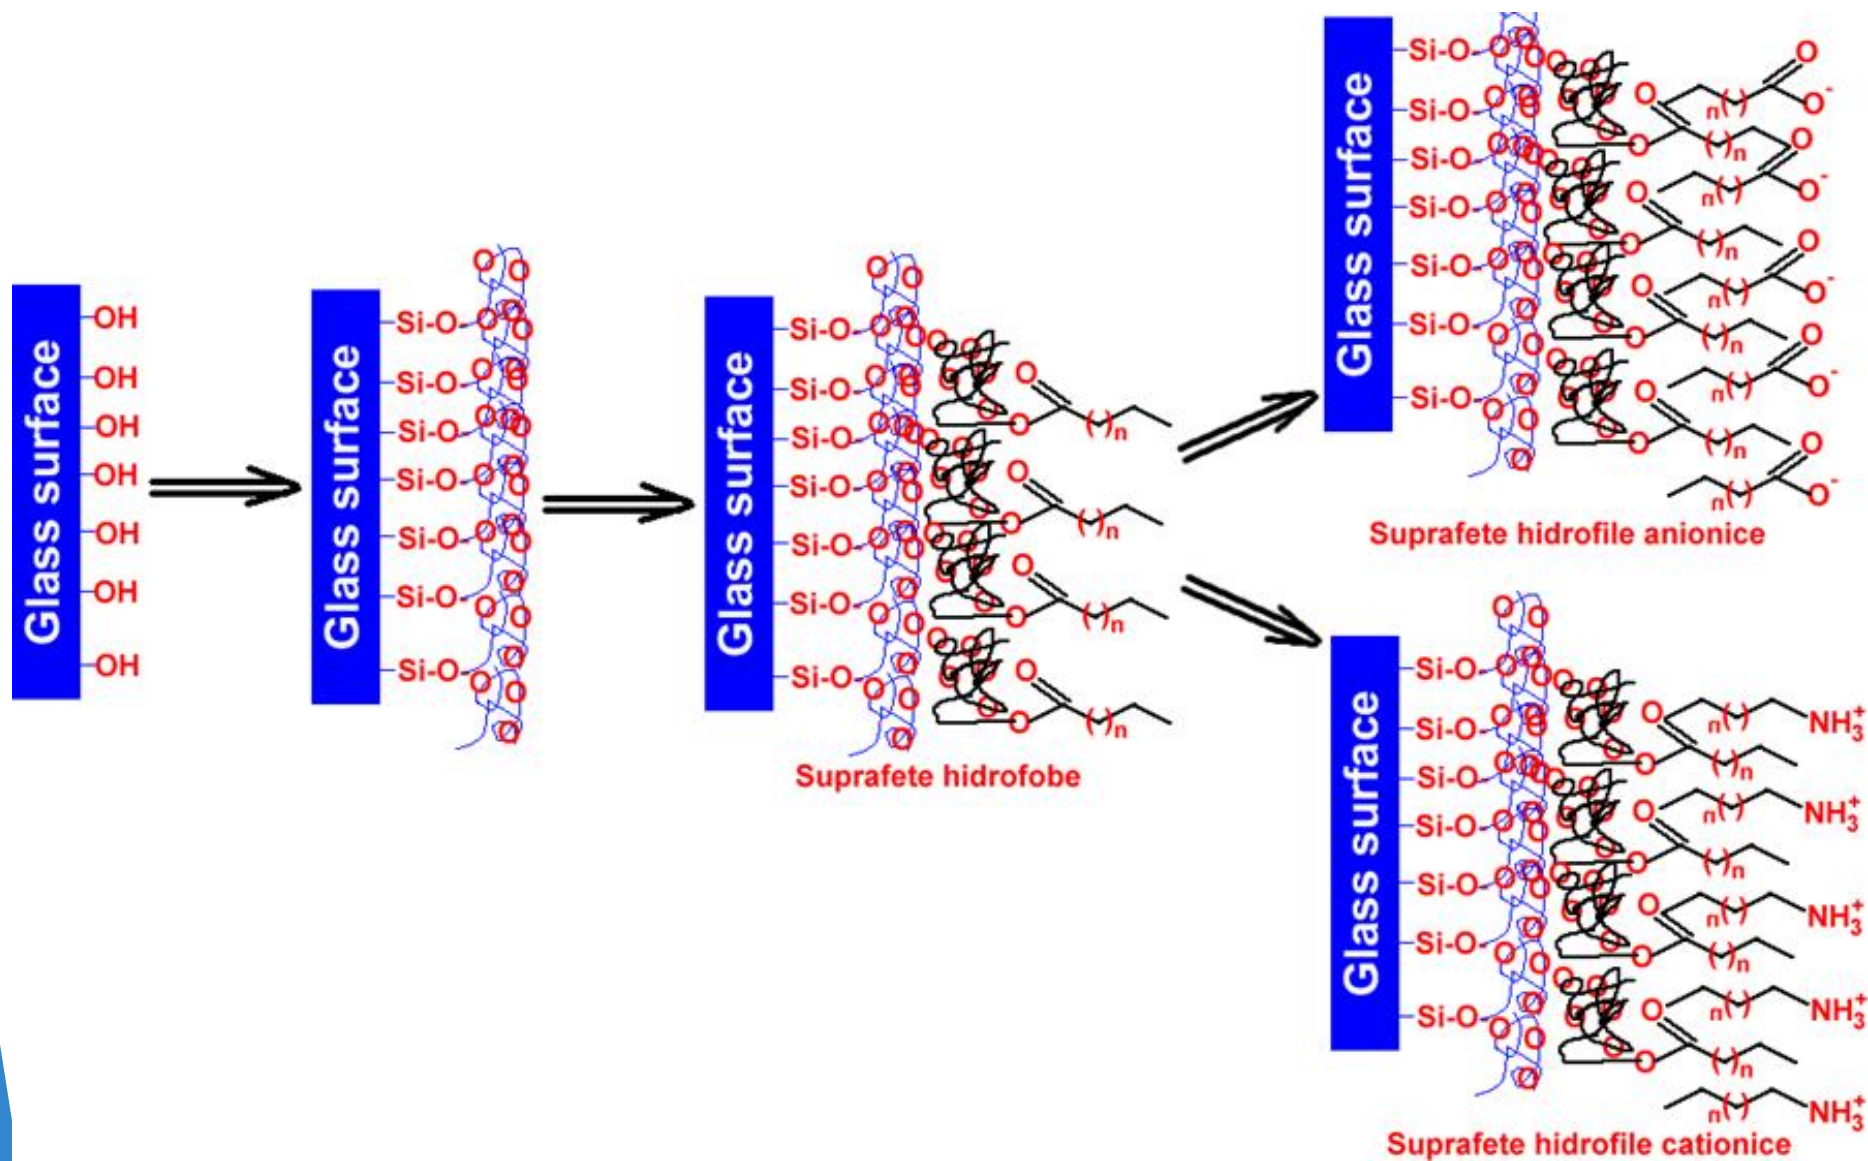 Glass surface
OH
OH
OH
OH
OH
OH
OH
Glass surface
Si-O-
Si-O-
Si-O-
Si-O-
Si-O-
Si-O-
Si-O-
Glass surface
Si-O-
Si-O-
Si-O-
Si-O-
Si-O-
Si-O-
Si-O-
O
O ( )n
O
O ( )n
O
O ( )n
O
O ( )n
Suprafete hidrofobe
Glass surface
Si-O-
Si-O-
Si-O-
Si-O-
Si-O-
Si-O-
Si-O-
O
O n( ) O⁻
O ( )n O
n( ) O⁻
O
O ( )n
O
n( ) O⁻
O
O ( )n
O
n( ) O⁻
O
O ( )n
O
n( ) O⁻
Suprafete hidrofile anionice
Glass surface
Si-O-
Si-O-
Si-O-
Si-O-
Si-O-
Si-O-
Si-O-
O n( ) NH₃⁺
O ( )n
O n( ) NH₃⁺
O ( )n
O n( ) NH₃⁺
O ( )n
O n( ) NH₃⁺
O ( )n
n( ) NH₃⁺
Suprafete hidrofile cationice